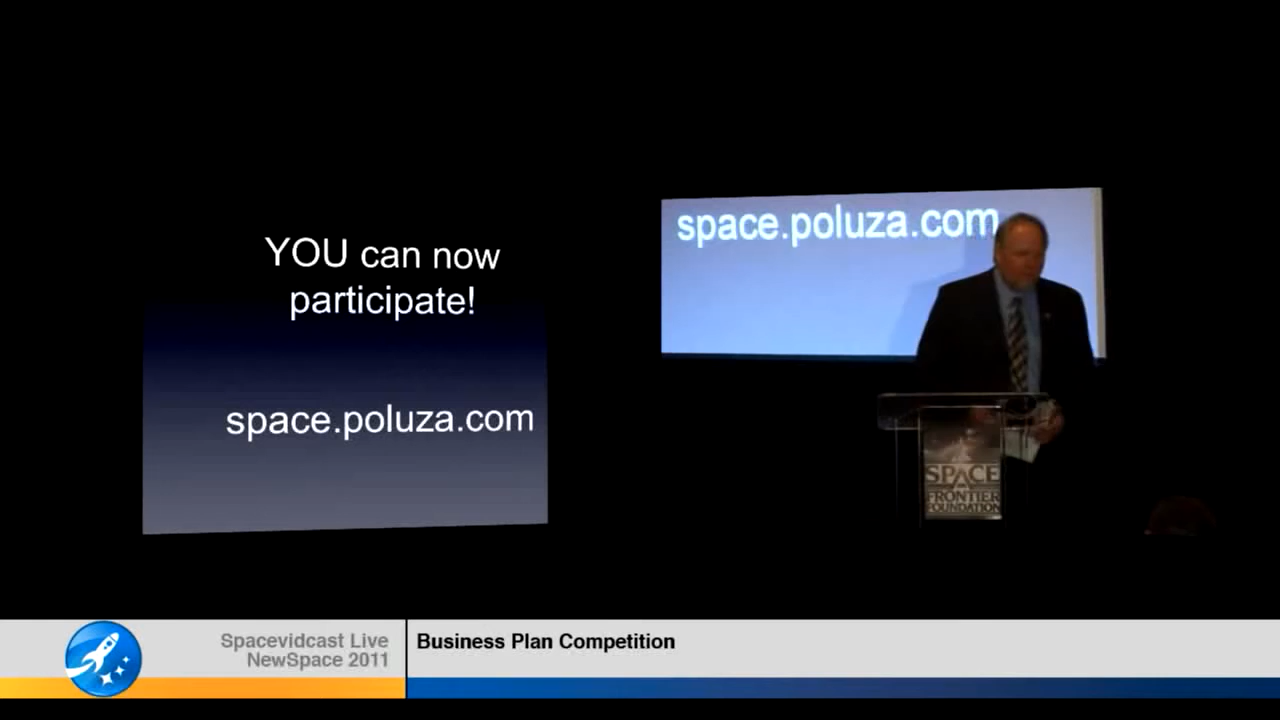 YOU can now
participate!
space.poluza.com
space.poluza.com
SPACE
FRONTIER
FOUNDATION
Spacevidcast Live
NewSpace 2011
Business Plan Competition